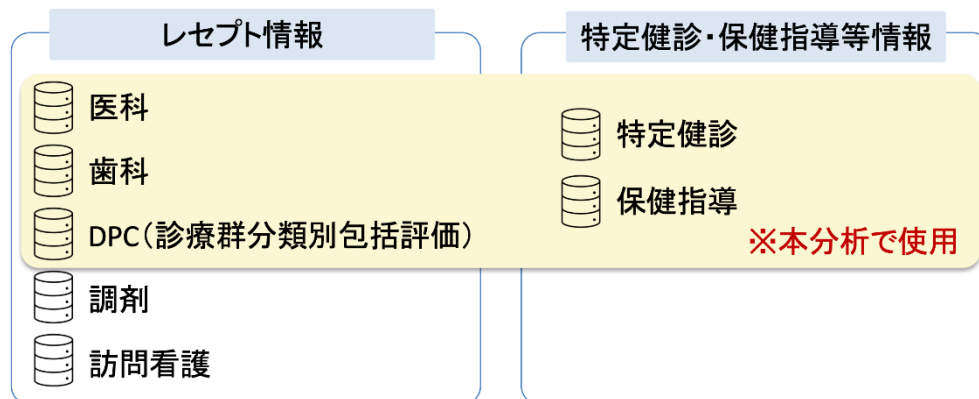 レセプト情報
医科
歯科
DPC(診療群分類別包括評価)
調剤
訪問看護
特定健診・保健指導等情報
特定健診
保健指導
※本分析で使用